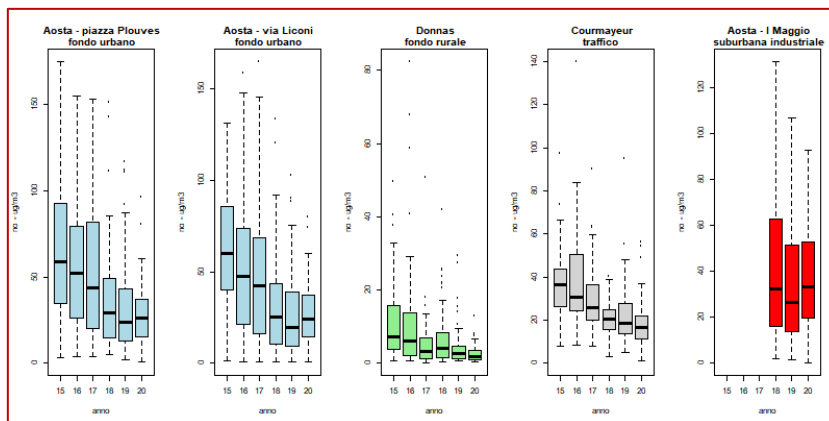 Aosta - piazza Plouves
fondo urbano
no - ug/m3
0
50
100
150
15 16 17 18 19 20
anno
Aosta - via Liconi
fondo urbano
no - ug/m3
0
50
100
150
15 16 17 18 19 20
anno
Donnas
fondo rurale
no - ug/m3
0
20
40
60
80
15 16 17 18 19 20
anno
Courmayeur
traffico
no - ug/m3
0
20
40
60
80
100
120
140
15 16 17 18 19 20
anno
Aosta - I Maggio
suburbana industriale
no - ug/m3
0
20
40
60
80
100
120
15 16 17 18 19 20
anno